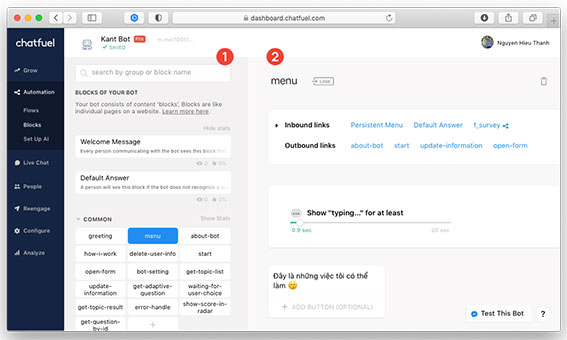 dashboard.chatfuel.com
chatfuel
Kant Bot Pro
SAVED
Nguyen Hieu Thanh
1
2
Grow
Automation
Flows
Blocks
Set Up AI
Live Chat
People
Reengage
Configure
Analyze
search by group or block name
BLOCKS OF YOUR BOT
Your bot consists of content 'blocks'. Blocks are
like individual pages on a website. Learn more here.
Hide stats
Welcome Message
Every person communicating with the bot sees this block
0 0%
Default Answer
A person will see this block if the bot does not recognize
0 0%
COMMON
Show Stats
greeting menu about-bot
how-i-work delete-user-info start
open-form bot-setting get-topic-list
update-information get-adaptive-question waiting-for-user-choice
get-topic-result error-handle show-score-in-radar
get-question-by-id +
menu LINK
Inbound links Persistent Menu Default Answer f_survey
Outbound links about-bot start update-information open-form
Show "typing..." for at least
0.9 sec
Đây là những việc tôi có thể
làm 😄
+ ADD BUTTON (OPTIONAL)
Test This Bot
?